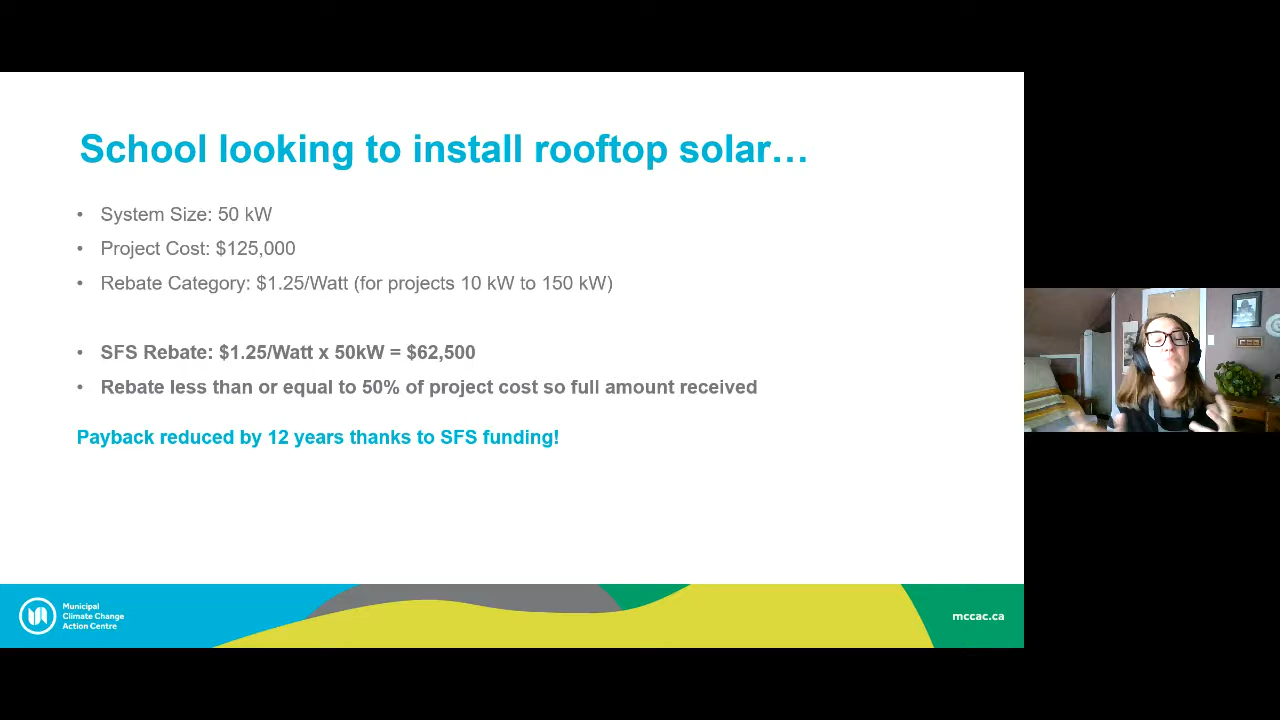 School looking to install rooftop solar…
• System Size: 50 kW
• Project Cost: $125,000
• Rebate Category: $1.25/Watt (for projects 10 kW to 150 kW)
• SFS Rebate: $1.25/Watt x 50kW = $62,500
• Rebate less than or equal to 50% of project cost so full amount received
Payback reduced by 12 years thanks to SFS funding!
Municipal
Climate Change
Action Centre
mccac.ca